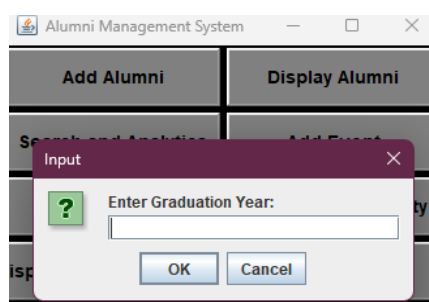 Alumni Management System
Add Alumni
Display Alumni
Input
Enter Graduation Year:
OK
Cancel